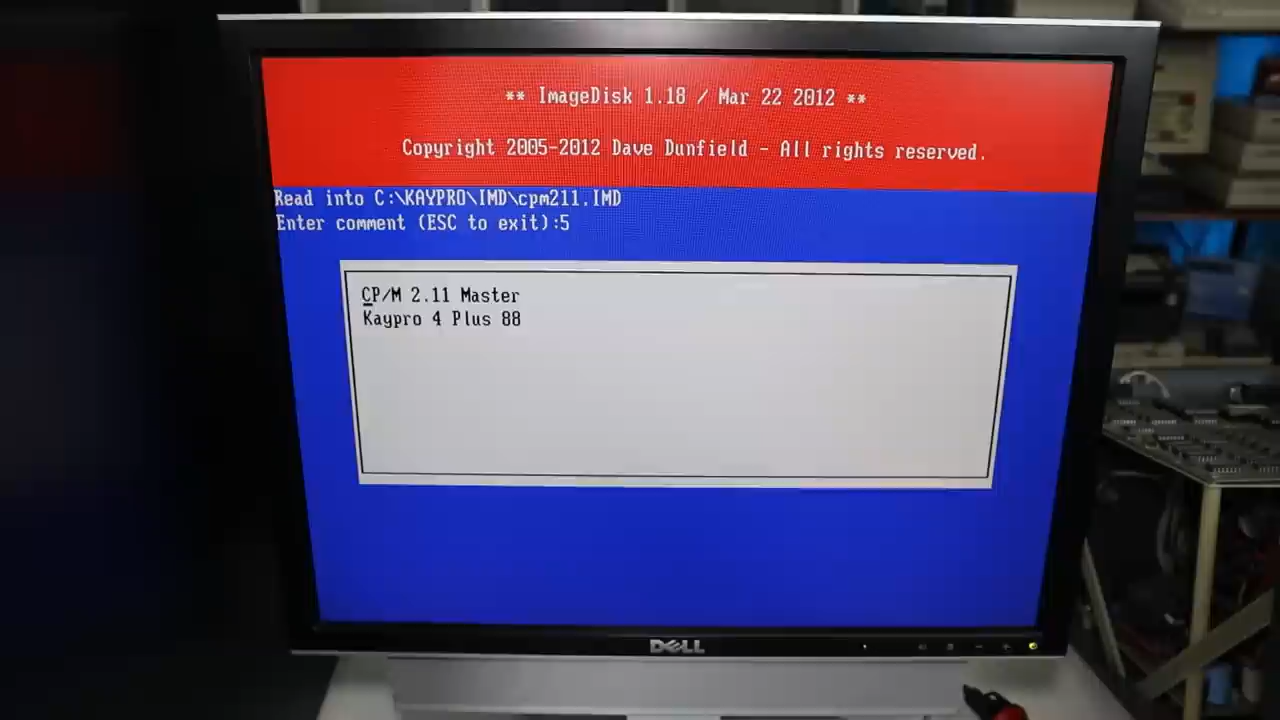 ** ImageDisk 1.18 / Mar 22 2012 **
Copyright 2005-2012 Dave Dunfield - All rights reserved.
Read into C:\KAYPRO\IMD\cpm211.IMD
Enter comment (ESC to exit):5
CP/M 2.11 Master
Kaypro 4 Plus 88
DELL